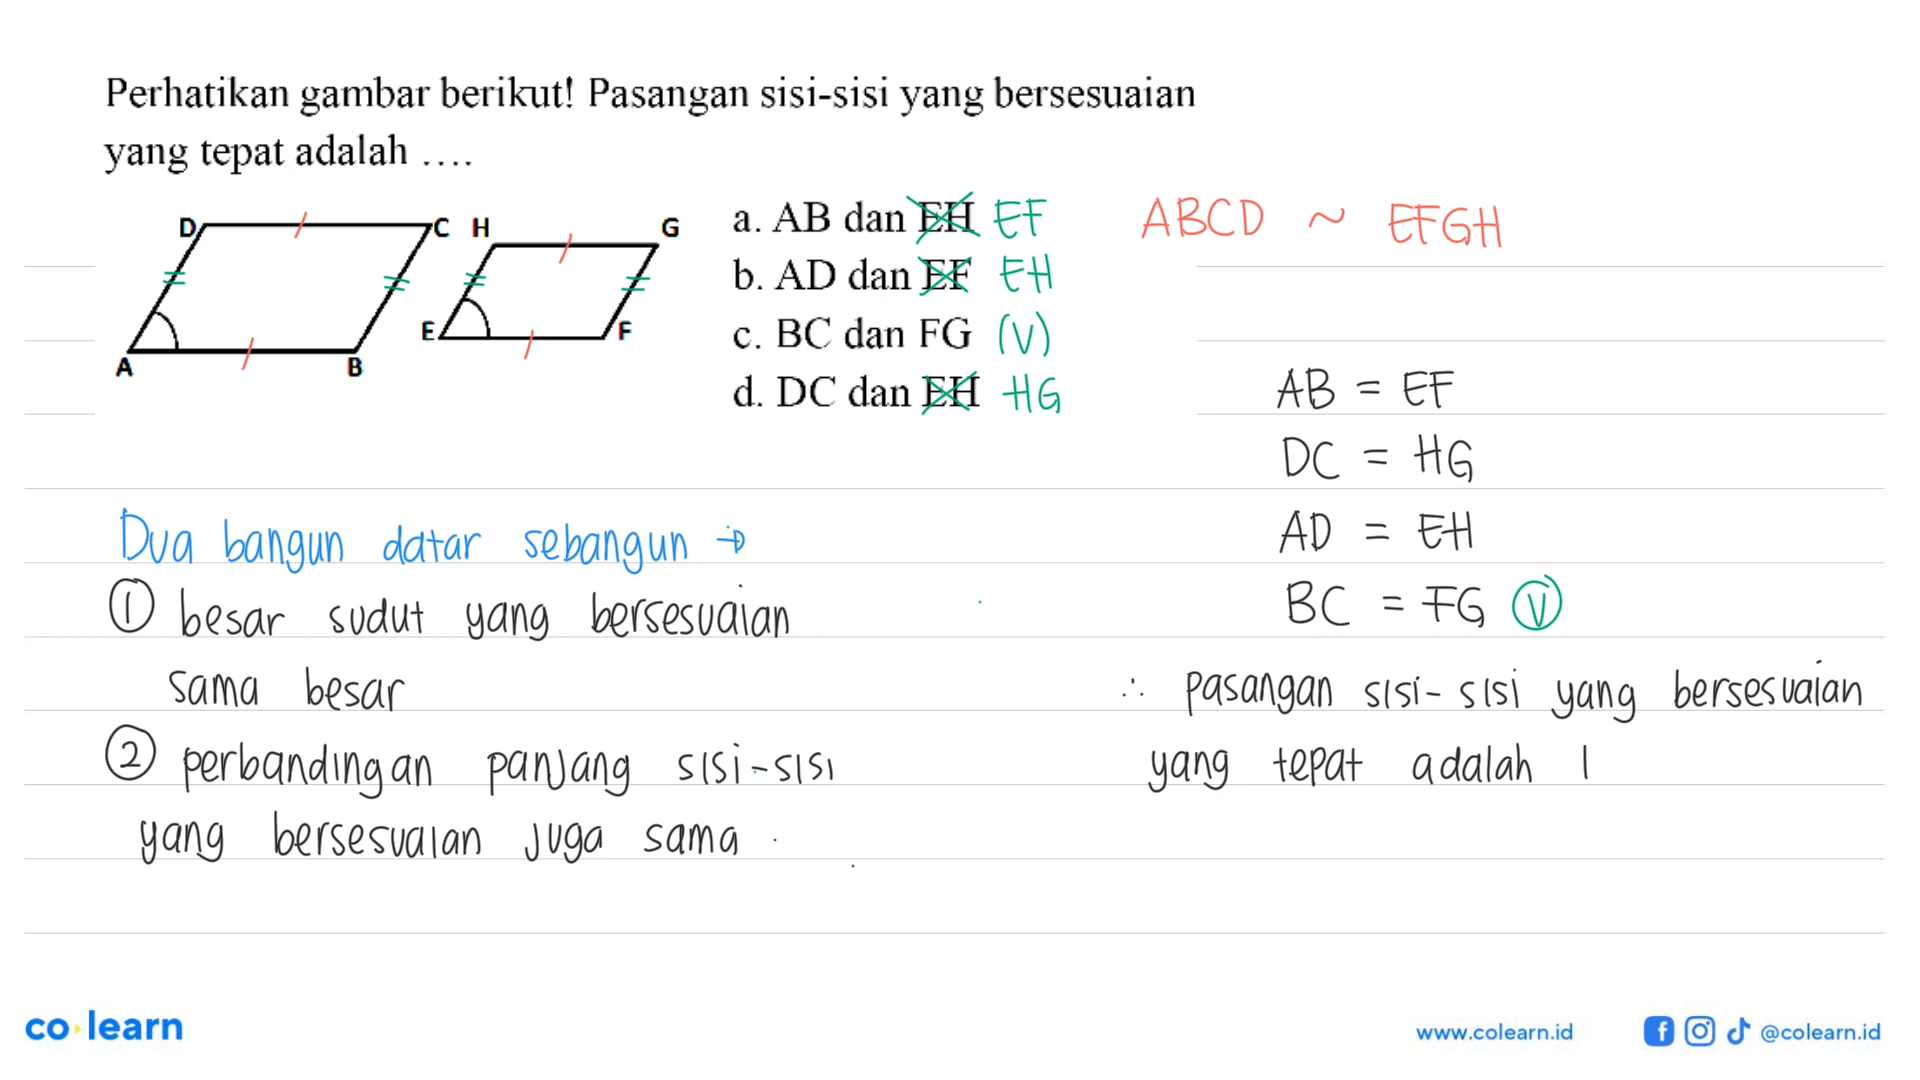 Perhatikan gambar berikut! Pasangan sisi-sisi yang bersesuaian
yang tepat adalah ....
D C H G
A B E F
a. AB dan EH EF
b. AD dan EF EH
c. BC dan FG (V)
d. DC dan EH HG
ABCD ~ EFGH
AB = EF
DC = HG
AD = EH
BC = FG V
Dua bangun datar sebangun →
① besar sudut yang bersesuaian
sama besar
② perbandingan panjang sisi-sisi
yang bersesuaian juga sama .
∴ pasangan sisi-sisi yang bersesuaian
yang tepat adalah
co learn
www.colearn.id
@colearn.id